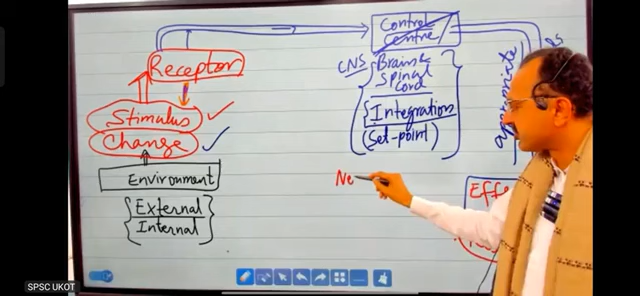 Control
Centre
Receptor
CNS
Brain &
Spinal
Cord
Stimulus
Integration
Change
(Set-point)
appropriate
Environment
Ne
Effe
External
Internal
SPSC UKOT